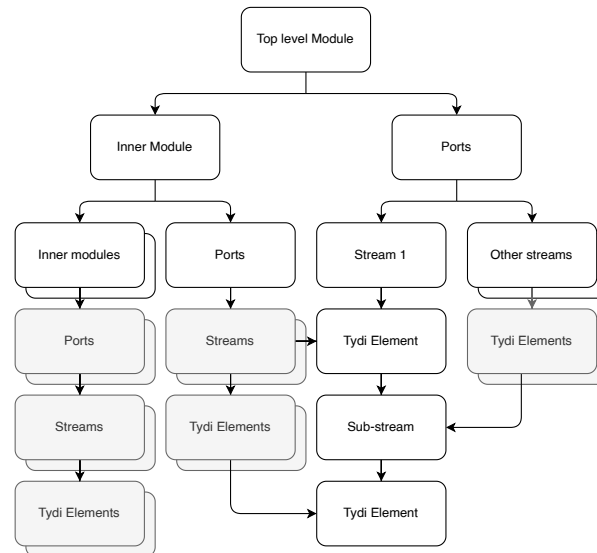 Top level Module
Inner Module
Ports
Inner modules
Ports
Stream 1
Other streams
Ports
Streams
Tydi Element
Tydi Elements
Streams
Tydi Elements
Sub-stream
Tydi Elements
Tydi Element